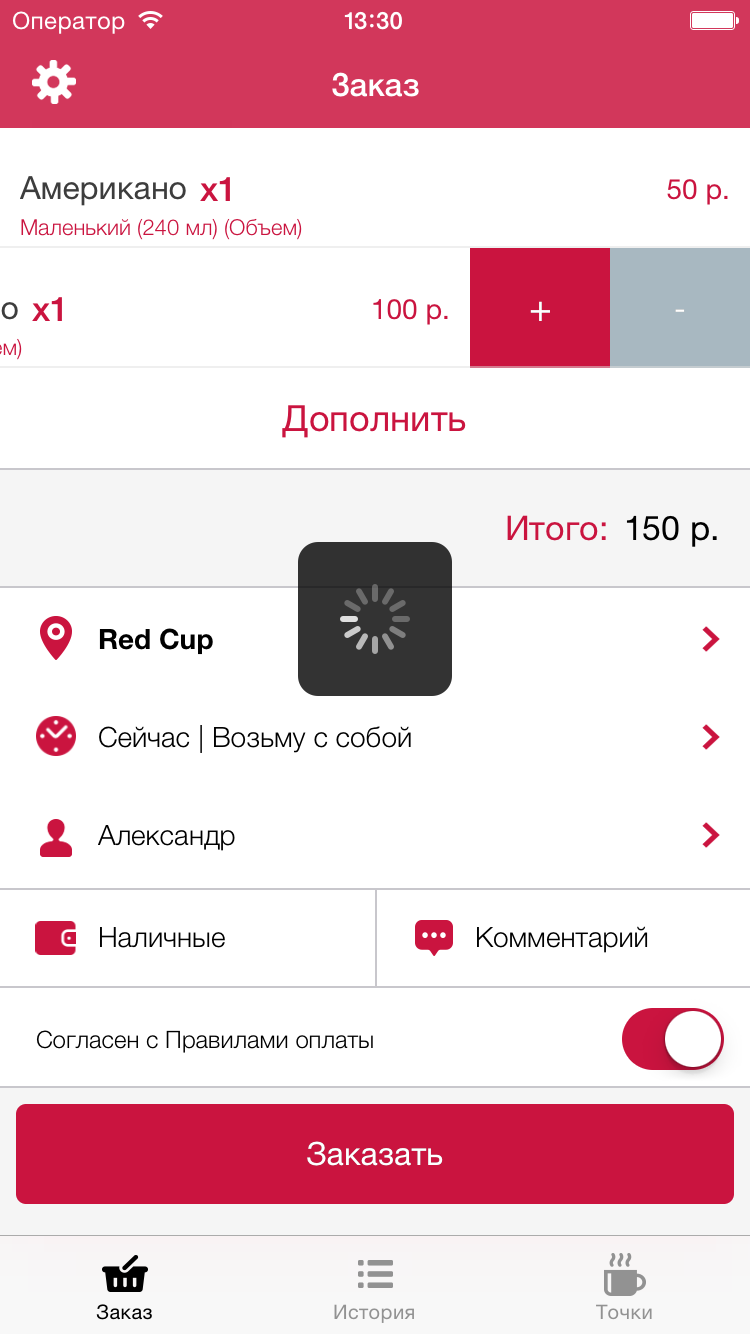 Оператор 13:30
Заказ
Американо x1 50 р.
Маленький (240 мл) (Объем)
о x1 100 р. + -
ем)
Дополнить
Итого: 150 р.
Red Cup
Сейчас | Возьму с собой
Александр
Наличные Комментарий
Согласен с Правилами оплаты
Заказать
Заказ История Точки